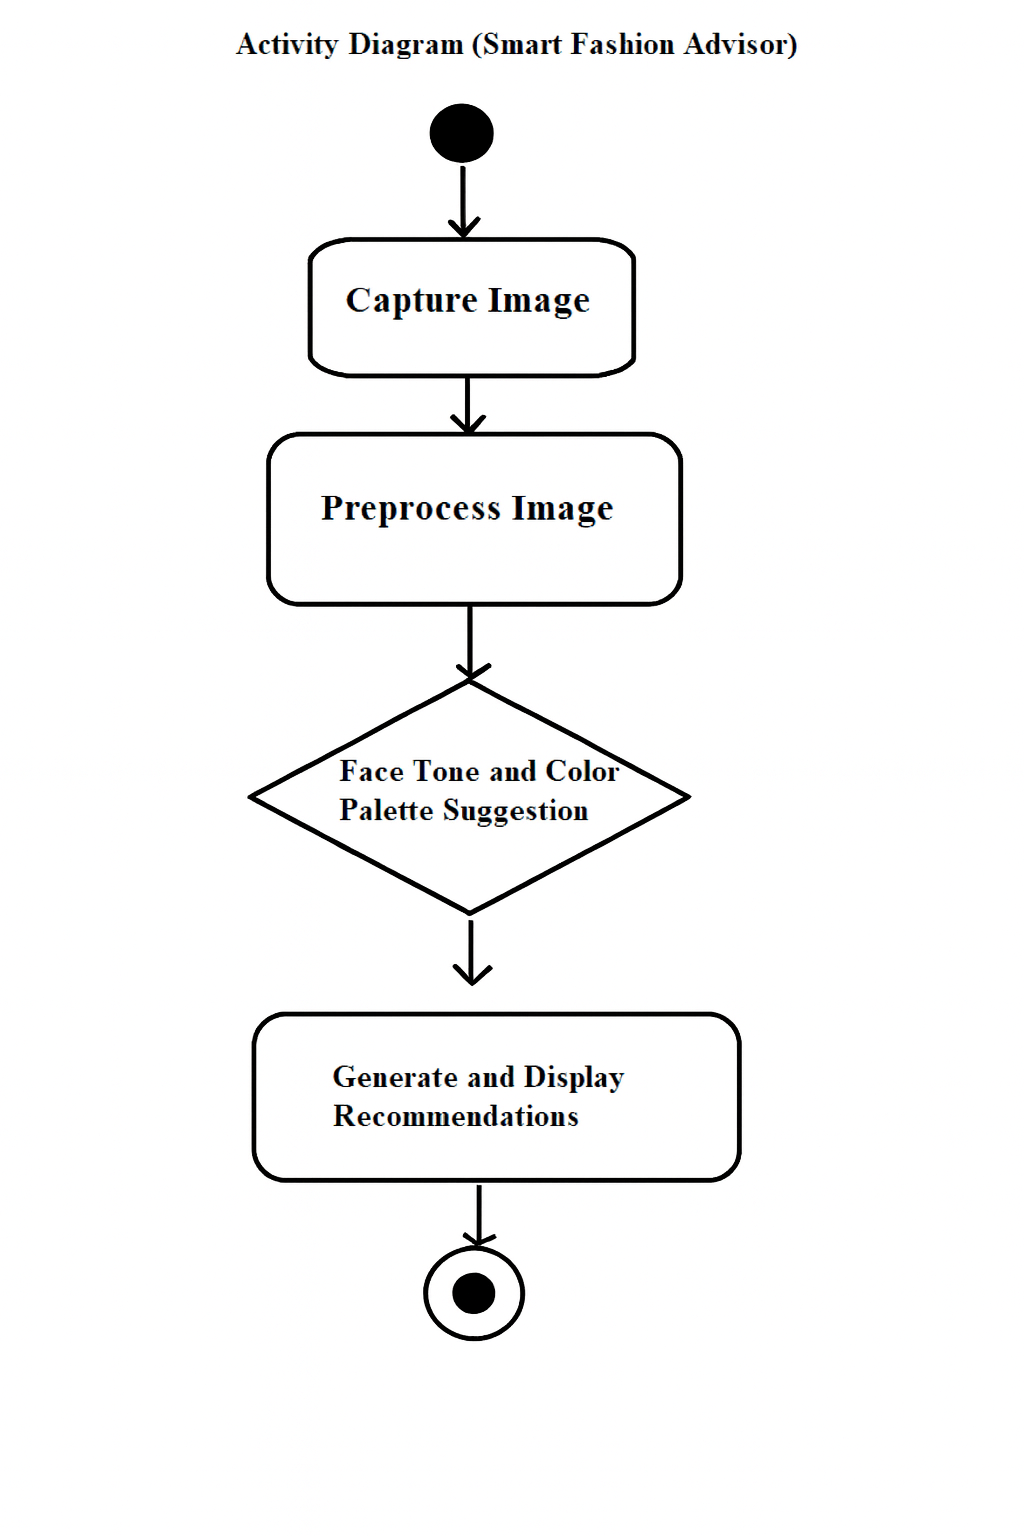 Activity Diagram (Smart Fashion Advisor)
Capture Image
Preprocess Image
Face Tone and Color
Palette Suggestion
Generate and Display
Recommendations